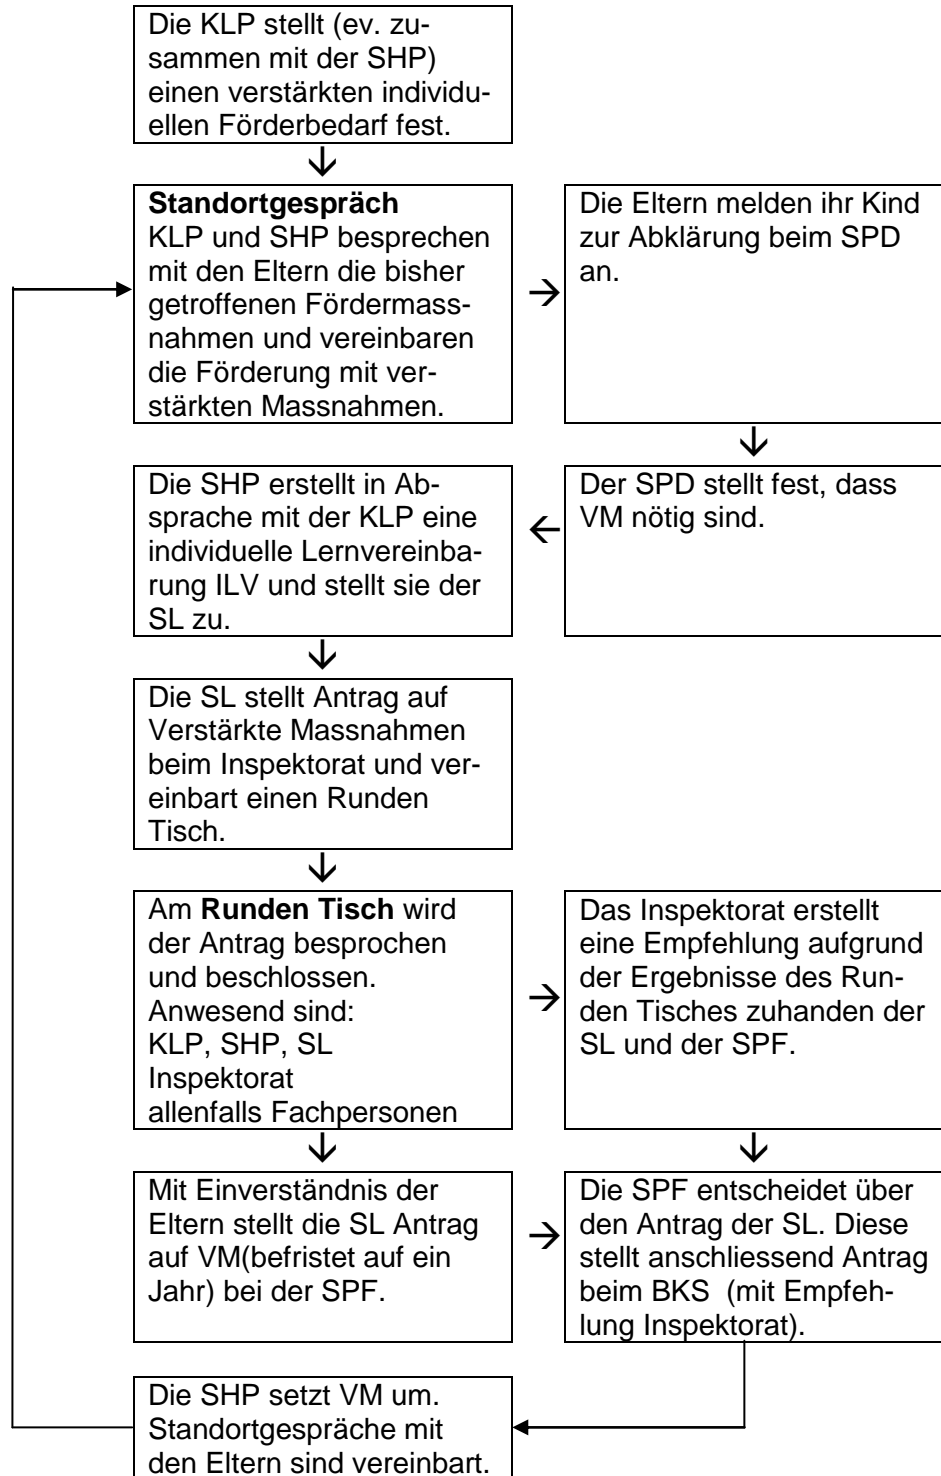 Die KLP stellt (ev. zu-
sammen mit der SHP)
einen verstärkten individu-
ellen Förderbedarf fest.
↓
Standortgespräch
KLP und SHP besprechen
mit den Eltern die bisher
getroffenen Fördermass-
nahmen und vereinbaren
die Förderung mit ver-
stärkten Massnahmen.
→
Die Eltern melden ihr Kind
zur Abklärung beim SPD
an.
↓
Der SPD stellt fest, dass
VM nötig sind.
←
Die SHP erstellt in Ab-
sprache mit der KLP eine
individuelle Lernvereinba-
rung ILV und stellt sie der
SL zu.
↓
Die SL stellt Antrag auf
Verstärkte Massnahmen
beim Inspektorat und ver-
einbart einen Runden
Tisch.
↓
Am Runden Tisch wird
der Antrag besprochen
und beschlossen.
Anwesend sind:
KLP, SHP, SL
Inspektorat
allenfalls Fachpersonen
→
Das Inspektorat erstellt
eine Empfehlung aufgrund
der Ergebnisse des Run-
den Tisches zuhanden der
SL und der SPF.
↓
↓
Mit Einverständnis der
Eltern stellt die SL Antrag
auf VM(befristet auf ein
Jahr) bei der SPF.
→
Die SPF entscheidet über
den Antrag der SL. Diese
stellt anschliessend Antrag
beim BKS  (mit Empfeh-
lung Inspektorat).
Die SHP setzt VM um.
Standortgespräche mit
den Eltern sind vereinbart.